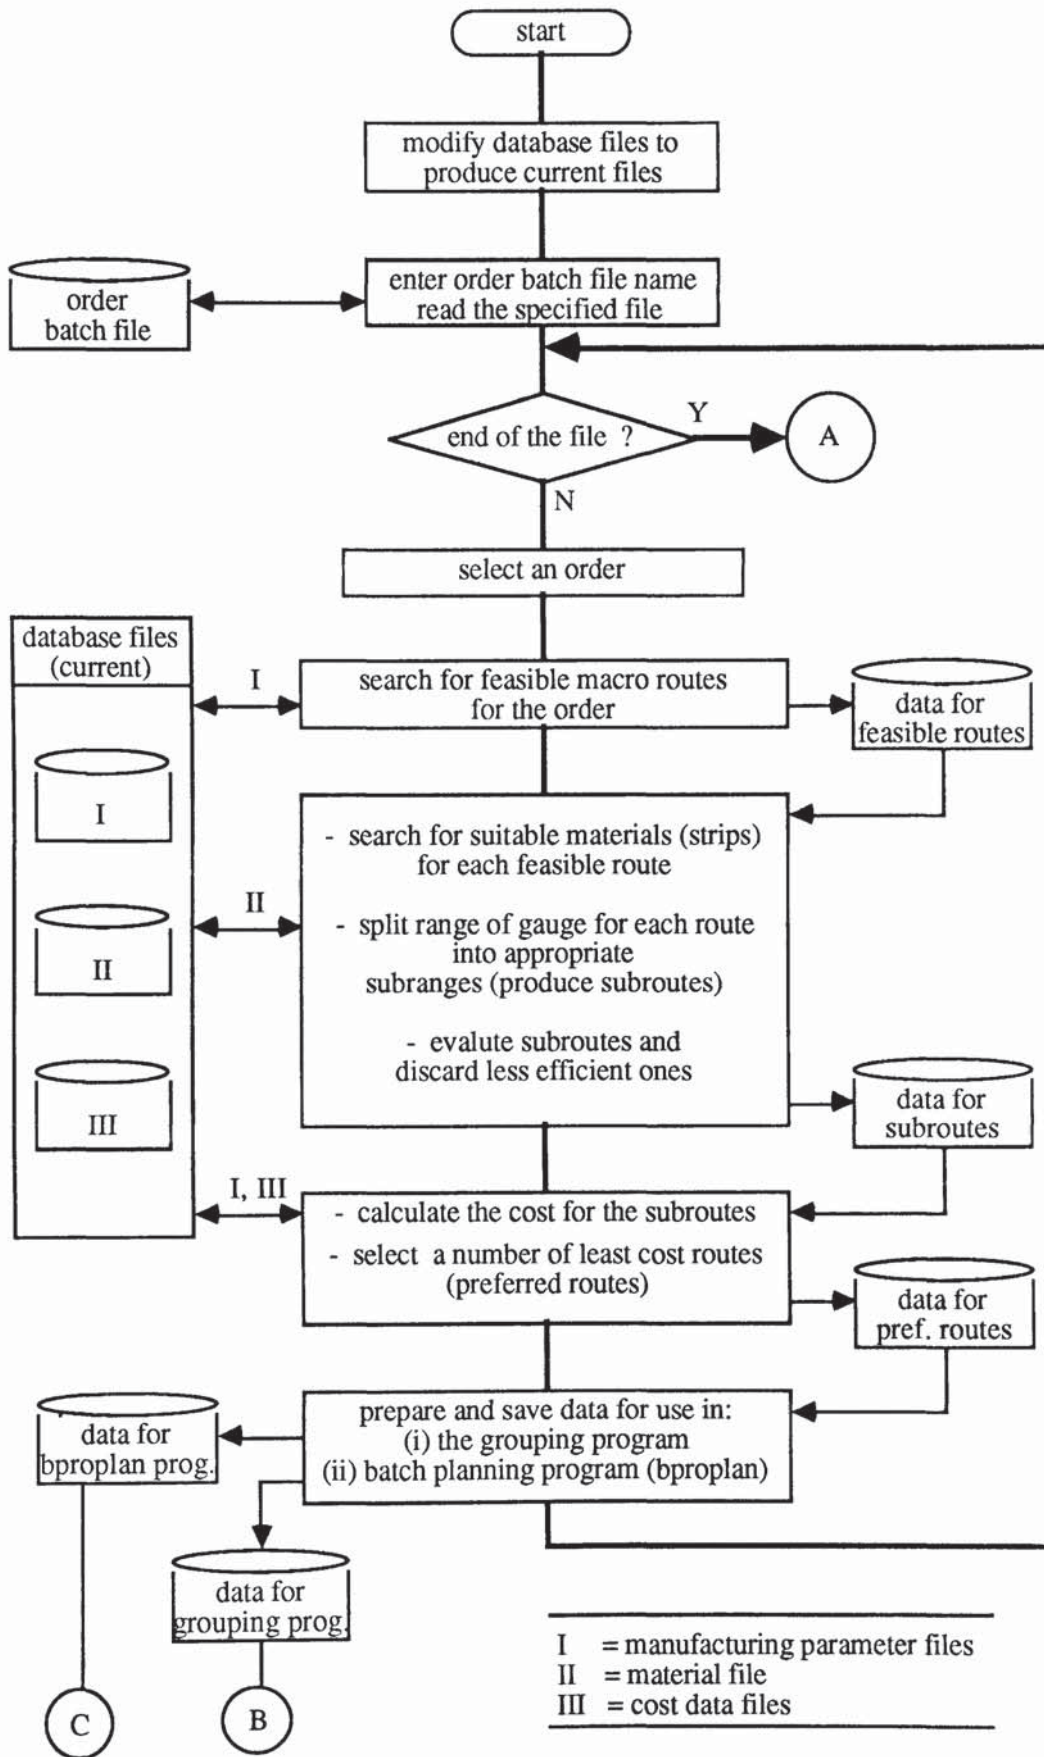 start
modify database files to
produce current files
enter order batch file name
read the specified file
order
batch file
end of the file ?
Y
A
N
select an order
database files
(current)
I
search for feasible macro routes
for the order
data for
feasible routes
I
- search for suitable materials (strips)
for each feasible route
II
- split range of gauge for each route
into appropriate
subranges (produce subroutes)
II
- evalute subroutes and
discard less efficient ones
III
data for
subroutes
I, III
- calculate the cost for the subroutes
- select a number of least cost routes
(preferred routes)
data for
pref. routes
prepare and save data for use in:
(i) the grouping program
(ii) batch planning program (bproplan)
data for
bproplan prog.
data for
grouping prog.
C
B
I = manufacturing parameter files
II = material file
III = cost data files